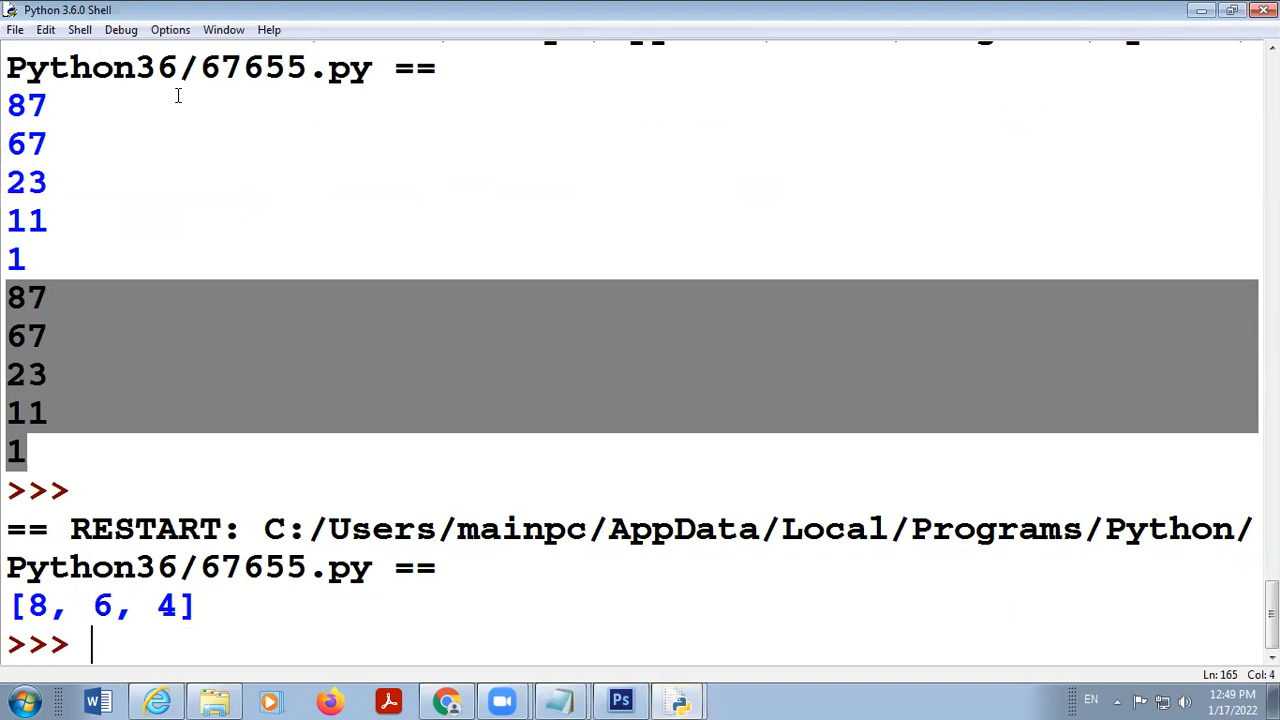 Python 3.6.0 Shell
File Edit Shell Debug Options Window Help
Python36/67655.py ==
87
67
23
11
1
87
67
23
11
1
>>>
== RESTART: C:/Users/mainpc/AppData/Local/Programs/Python/
Python36/67655.py ==
[8, 6, 4]
>>>
Ln: 165 Col: 4
EN
12:49 PM
1/17/2022